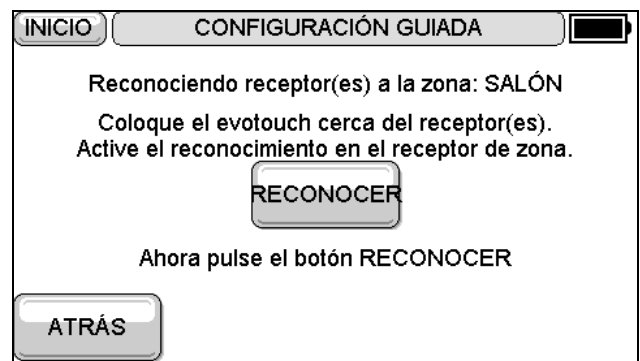 INICIO
CONFIGURACIÓN GUIADA
Reconociendo receptor(es) a la zona: SALÓN
Coloque el evotouch cerca del receptor(es).
Active el reconocimiento en el receptor de zona.
RECONOCER
Ahora pulse el botón RECONOCER
ATRÁS